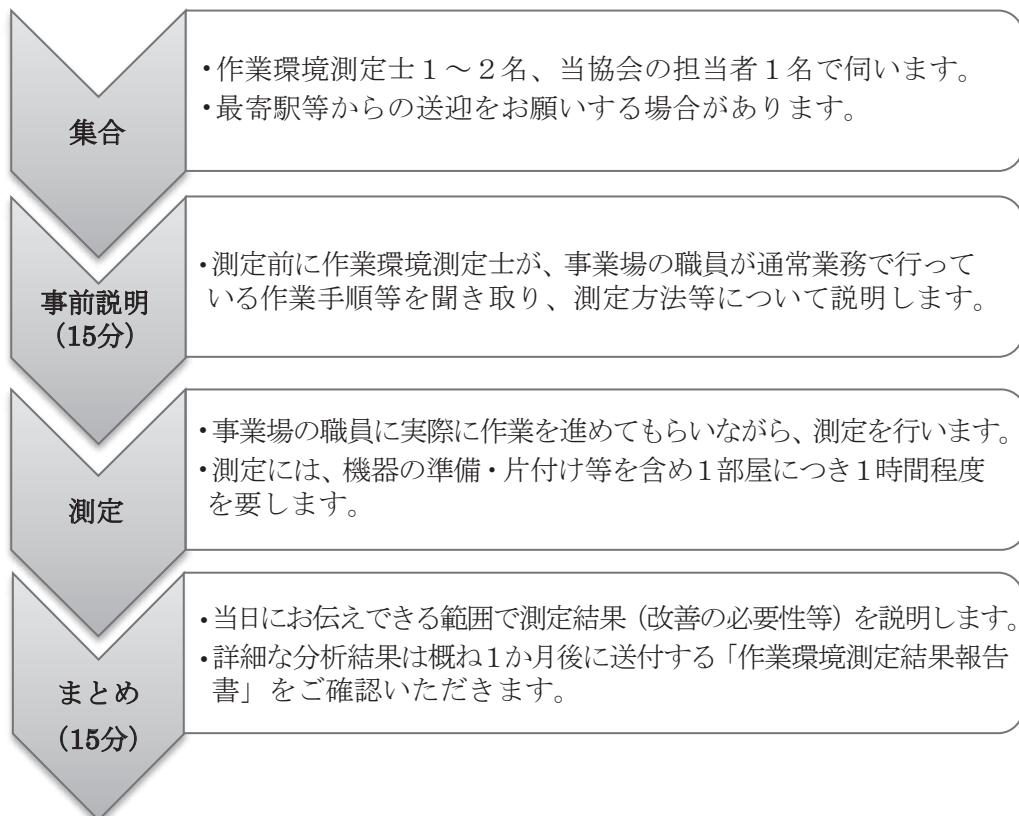 集合
・作業環境測定士１～２名、当協会の担当者１名で伺います。
・最寄駅等からの送迎をお願いする場合があります。
事前説明
（15分）
・測定前に作業環境測定士が、事業場の職員が通常業務で行って
いる作業手順等を聞き取り、測定方法等について説明します。
測定
・事業場の職員に実際に作業を進めてもらいながら、測定を行います。
・測定には、機器の準備・片付け等を含め１部屋につき１時間程度
を要します。
まとめ
（15分）
・当日にお伝えできる範囲で測定結果（改善の必要性等）を説明します。
・詳細な分析結果は概ね１か月後に送付する「作業環境測定結果報告
書」をご確認いただきます。